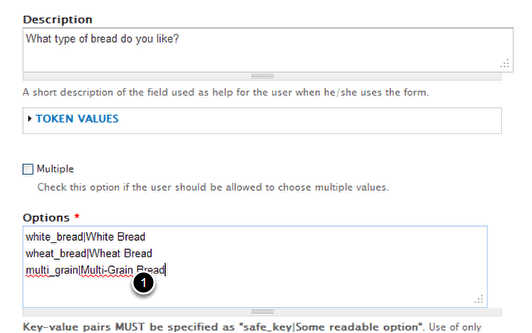 Description
What type of bread do you like?
A short description of the field used as help for the user when he/she uses the form.
TOKEN VALUES
Multiple
Check this option if the user should be allowed to choose multiple values.
Options *
white_bread|White Bread
wheat_bread|Wheat Bread
multi_grain|Multi-Grain Bread
1
Key-value pairs MUST be specified as "safe_key|Some readable option". Use of only